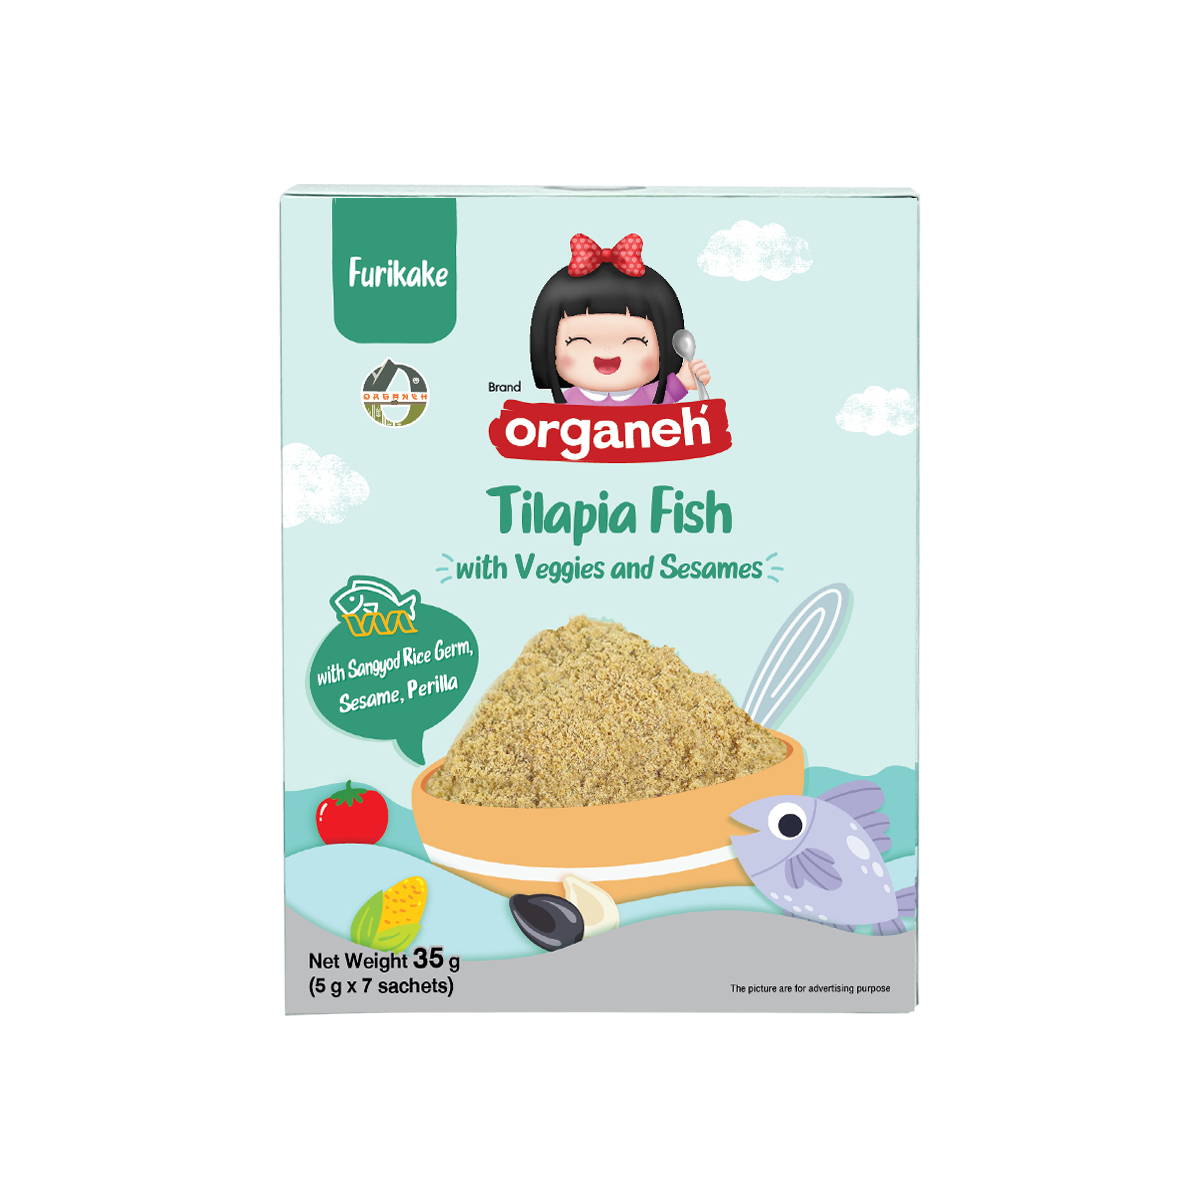 Furikake
ORGANEH
®
Brand
organeh
Tilapia Fish
with Veggies and Sesames
with Sangyod Rice Germ,
Sesame, Perilla
Net Weight 35 g
(5 g x 7 sachets)
The picture are for advertising purpose